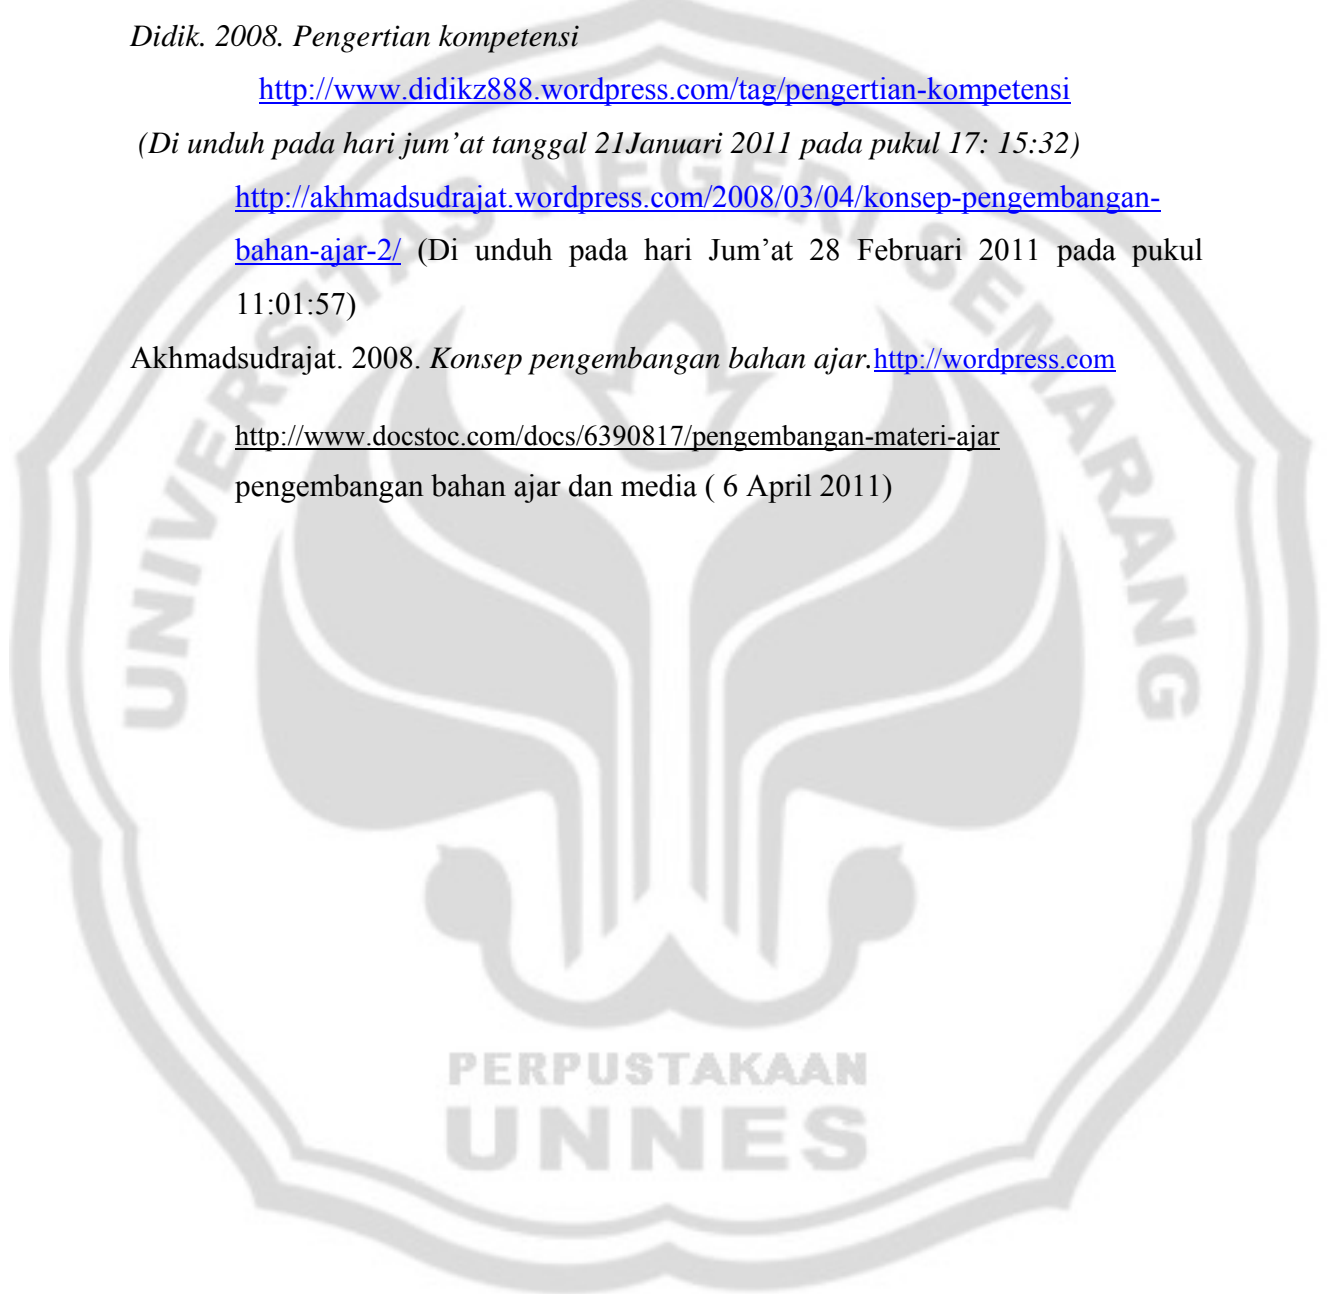 Didik. 2008. Pengertian kompetensi
http://www.didikz888.wordpress.com/tag/pengertian-kompetensi
(Di unduh pada hari jum’at tanggal 21Januari 2011 pada pukul 17: 15:32)
http://akhmadsudrajat.wordpress.com/2008/03/04/konsep-pengembangan-
bahan-ajar-2/ (Di unduh pada hari Jum’at 28 Februari 2011 pada pukul
11:01:57)
Akhmadsudrajat. 2008. Konsep pengembangan bahan ajar.http://wordpress.com
http://www.docstoc.com/docs/6390817/pengembangan-materi-ajar
pengembangan bahan ajar dan media ( 6 April 2011)
UNIVERSITAS NEGERI SEMARANG
PERPUSTAKAAN
UNNES